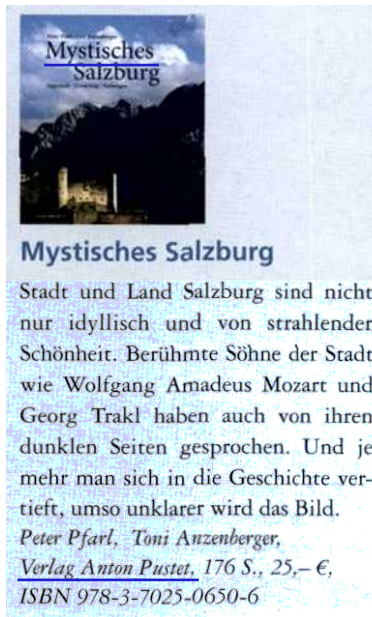 Mystisches
Salzburg
Mystisches Salzburg
Stadt und Land Salzburg sind nicht
nur idyllisch und von strahlender
Schönheit. Berühmte Söhne der Stadt
wie Wolfgang Amadeus Mozart und
Georg Trakl haben auch von ihren
dunklen Seiten gesprochen. Und je
mehr man sich in die Geschichte ver-
tieft, umso unklarer wird das Bild.
Peter Pfarl, Toni Anzenberger,
Verlag Anton Pustet, 176 S., 25,– €,
ISBN 978-3-7025-0650-6